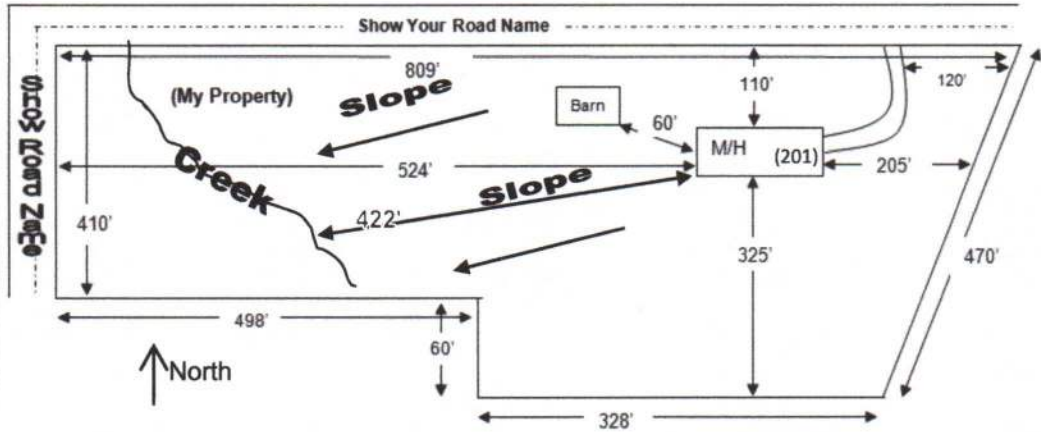 Show Your Road Name
809'
110'
120'
(My Property)
Slope
Barn
60'
Show Road Name
M/H
(201)
524'
205'
Creek
Slope
422'
410'
325'
470'
498'
60'
North
328'